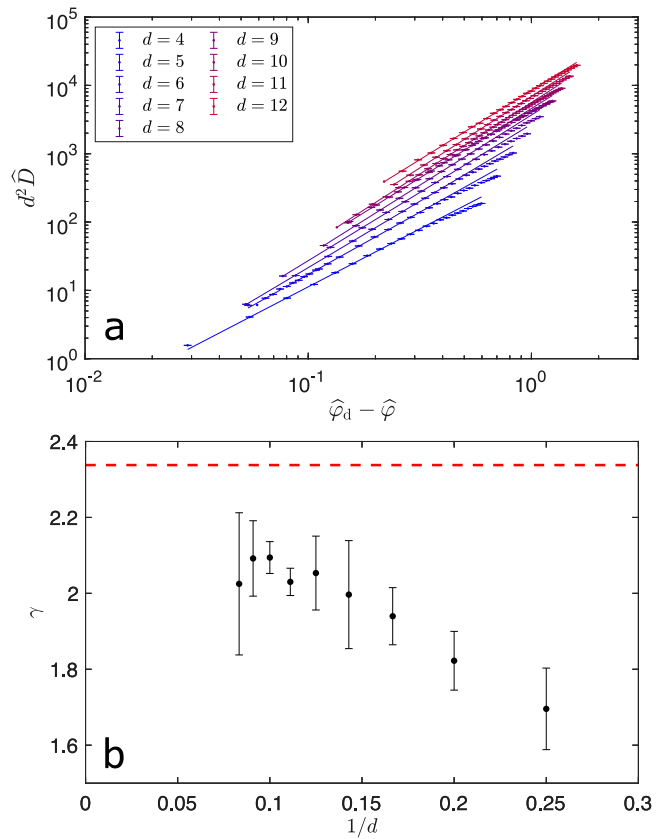 10^5
10^4
10^3
10^2
10^1
10^0
d^2 D̂
d = 4
d = 5
d = 6
d = 7
d = 8
d = 9
d = 10
d = 11
d = 12
a
10^-2
10^-1
10^0
φ̂_d − φ̂
2.4
2.2
2
1.8
1.6
γ
b
0
0.05
0.1
0.15
0.2
0.25
0.3
1/d